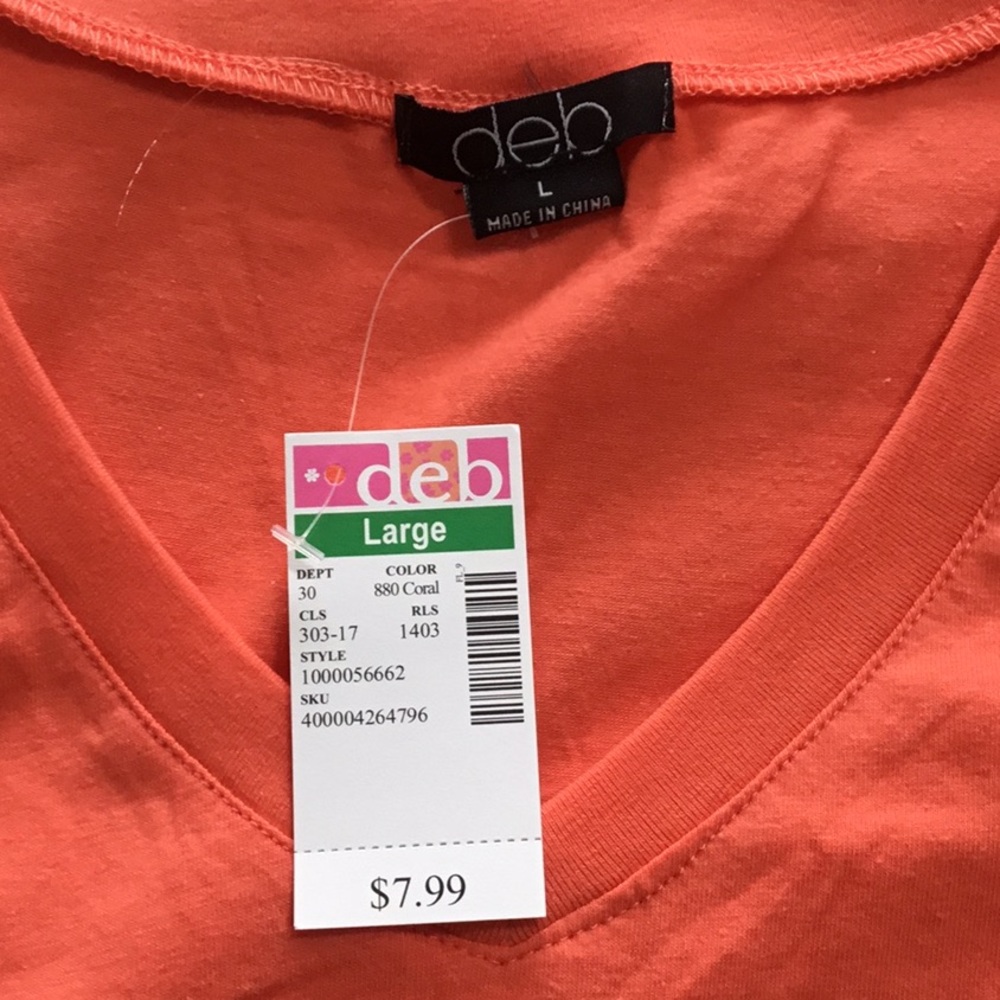 deb
L
MADE IN CHINA
deb
Large
DEPT COLOR
30 880 Coral
CLS RLS
303-17 1403
STYLE
1000056662
SKU
400004264796
$7.99